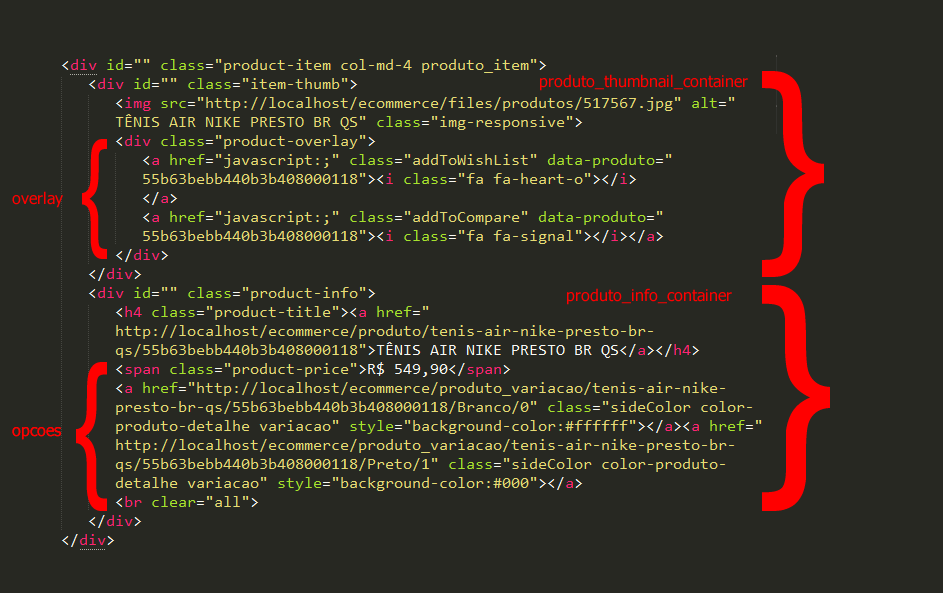 <div id="" class="product-item col-md-4 produto_item">
<div id="" class="item-thumb">
produto_thumbnail_container
<img src="http://localhost/ecommerce/files/produtos/517567.jpg" alt="
TÊNIS AIR NIKE PRESTO BR QS" class="img-responsive">
<div class="product-overlay">
<a href="javascript:;" class="addToWishList" data-produto="
55b63bebb440b3b408000118"><i class="fa fa-heart-o"></i>
overlay
</a>
<a href="javascript:;" class="addToCompare" data-produto="
55b63bebb440b3b408000118"><i class="fa fa-signal"></i></a>
</div>
</div>
<div id="" class="product-info">
produto_info_container
<h4 class="product-title"><a href="
http://localhost/ecommerce/produto/tenis-air-nike-presto-br-
qs/55b63bebb440b3b408000118">TÊNIS AIR NIKE PRESTO BR QS</a></h4>
<span class="product-price">R$ 549,90</span>
<a href="http://localhost/ecommerce/produto_variacao/tenis-air-nike-
presto-br-qs/55b63bebb440b3b408000118/Branco/0" class="sideColor color-
produto-detalhe variacao" style="background-color:#ffffff"></a><a href="
opcoes
http://localhost/ecommerce/produto_variacao/tenis-air-nike-presto-br-
qs/55b63bebb440b3b408000118/Preto/1" class="sideColor color-produto-
detalhe variacao" style="background-color:#000"></a>
<br clear="all">
</div>
</div>